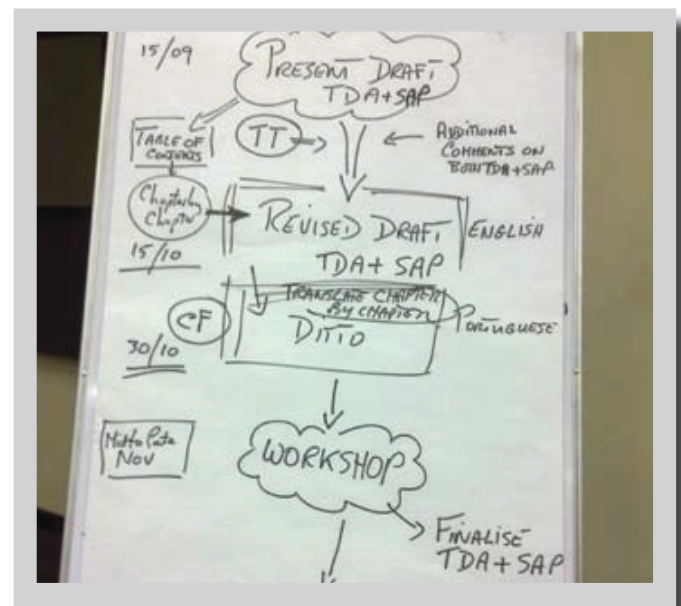 15/09
PRESENT DRAFT
TDA+SAP
TABLE OF
CONTENTS
TT
ADDITIONAL
COMMENTS ON
BOTH TDA+SAP
Chapter by
Chapter
15/10
REVISED DRAFT
TDA+ SAP
ENGLISH
TRANSLATE CHAPTER
BY CHAPTER
DITTO
PORTUGUESE
CF
30/10
Nov
WORKSHOP
FINALISE
TDA+SAP